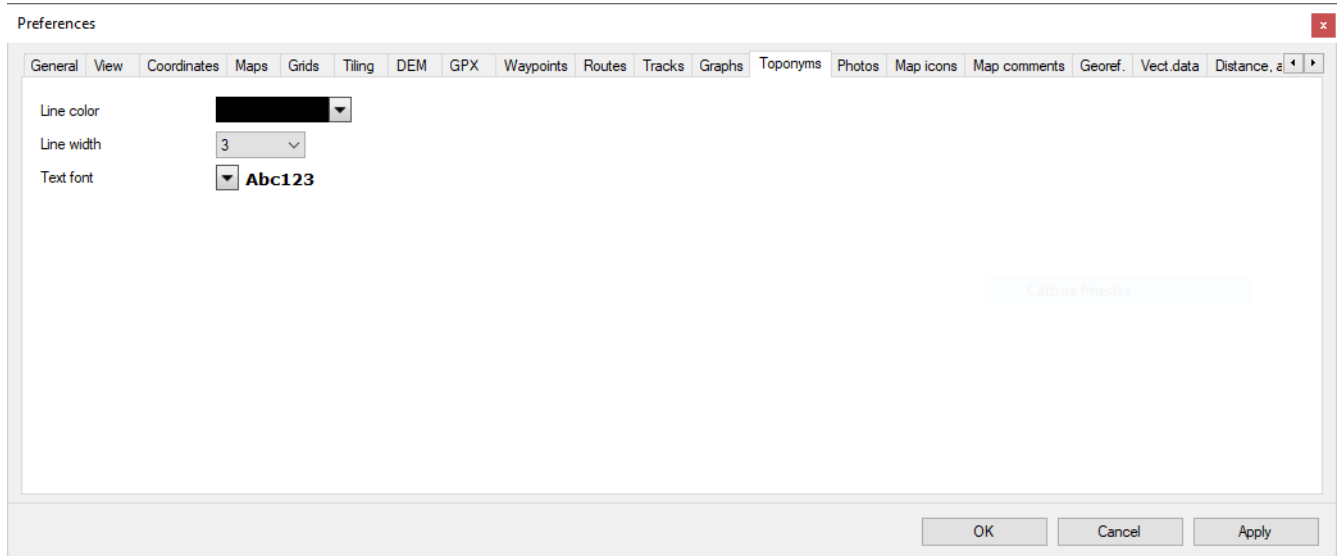 Preferences
x
General View Coordinates Maps Grids Tiling DEM GPX Waypoints Routes Tracks Graphs Toponyms Photos Map icons Map comments Georef. Vect.data Distance, a
Line color
Line width 3
Text font Abc123
Cattura finestra
OK Cancel Apply